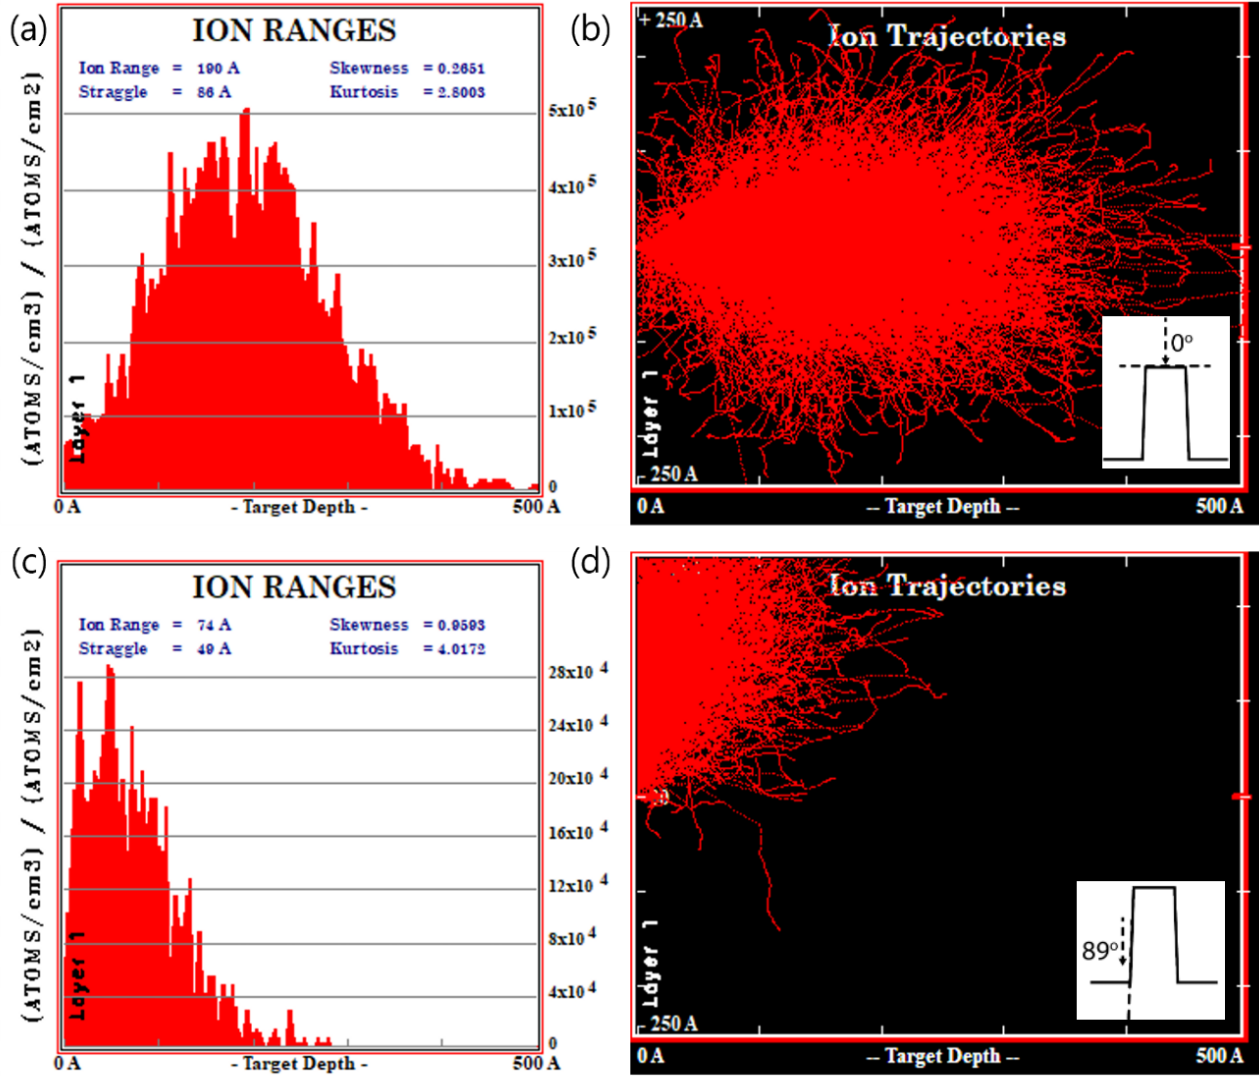 (a)
ION RANGES
Ion Range = 190 A Skewness = 0.2651
Straggle = 86 A Kurtosis = 2.8003
(ATOMS/cm3) / (ATOMS/cm2)
5x10 5
4x10 5
3x10 5
2x10 5
1x10 5
0
Layer 1
0 A - Target Depth - 500 A
(b)
+ 250 A
Ion Trajectories
0o
Layer 1
- 250 A
0 A -- Target Depth -- 500 A
(c)
ION RANGES
Ion Range = 74 A Skewness = 0.9593
Straggle = 49 A Kurtosis = 4.0172
(ATOMS/cm3) / (ATOMS/cm2)
28x10 4
24x10 4
20x10 4
16x10 4
12x10 4
8x10 4
4x10 4
0
Layer 1
0 A - Target Depth - 500 A
(d)
Ion Trajectories
89o
Layer 1
- 250 A
0 A -- Target Depth -- 500 A